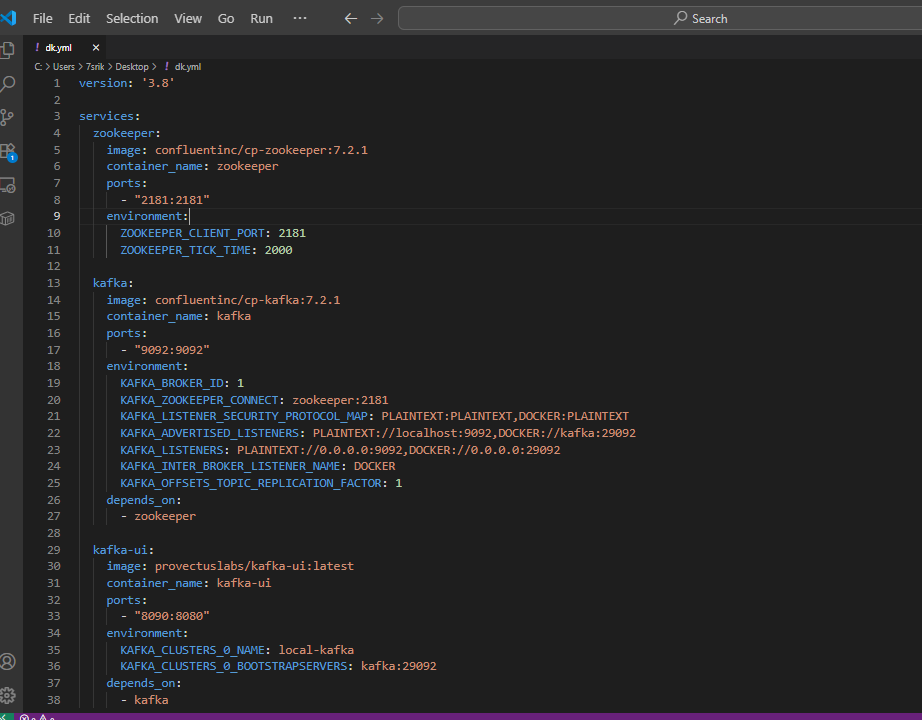 File Edit Selection View Go Run ··· Search
! dk.yml ×
C: > Users > 7srik > Desktop > ! dk.yml
1 version: '3.8'
2
3 services:
4 zookeeper:
5 image: confluentinc/cp-zookeeper:7.2.1
6 container_name: zookeeper
7 ports:
8 - "2181:2181"
9 environment:
10 ZOOKEEPER_CLIENT_PORT: 2181
11 ZOOKEEPER_TICK_TIME: 2000
12
13 kafka:
14 image: confluentinc/cp-kafka:7.2.1
15 container_name: kafka
16 ports:
17 - "9092:9092"
18 environment:
19 KAFKA_BROKER_ID: 1
20 KAFKA_ZOOKEEPER_CONNECT: zookeeper:2181
21 KAFKA_LISTENER_SECURITY_PROTOCOL_MAP: PLAINTEXT:PLAINTEXT,DOCKER:PLAINTEXT
22 KAFKA_ADVERTISED_LISTENERS: PLAINTEXT://localhost:9092,DOCKER://kafka:29092
23 KAFKA_LISTENERS: PLAINTEXT://0.0.0.0:9092,DOCKER://0.0.0.0:29092
24 KAFKA_INTER_BROKER_LISTENER_NAME: DOCKER
25 KAFKA_OFFSETS_TOPIC_REPLICATION_FACTOR: 1
26 depends_on:
27 - zookeeper
28
29 kafka-ui:
30 image: provectuslabs/kafka-ui:latest
31 container_name: kafka-ui
32 ports:
33 - "8090:8080"
34 environment:
35 KAFKA_CLUSTERS_0_NAME: local-kafka
36 KAFKA_CLUSTERS_0_BOOTSTRAPSERVERS: kafka:29092
37 depends_on:
38 - kafka
1